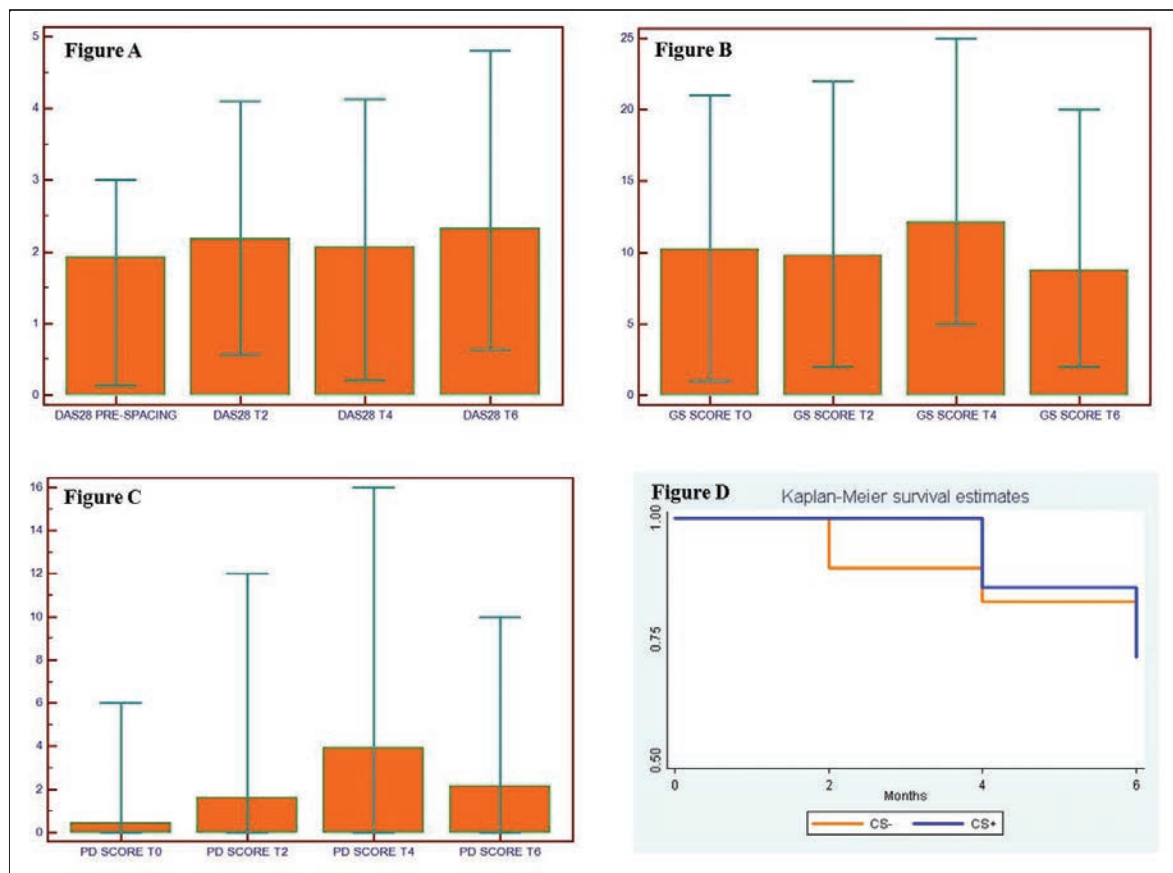 Figure A
5
4
3
2
1
0
DAS28 PRE-SPACING DAS28 T2 DAS28 T4 DAS28 T6
Figure B
25
20
15
10
5
0
GS SCORE TO GS SCORE T2 GS SCORE T4 GS SCORE T6
Figure C
16
14
12
10
8
6
4
2
0
PD SCORE T0 PD SCORE T2 PD SCORE T4 PD SCORE T6
Figure D
Kaplan-Meier survival estimates
1.00
0.75
0.50
0 2 4 6
Months
CS- CS+